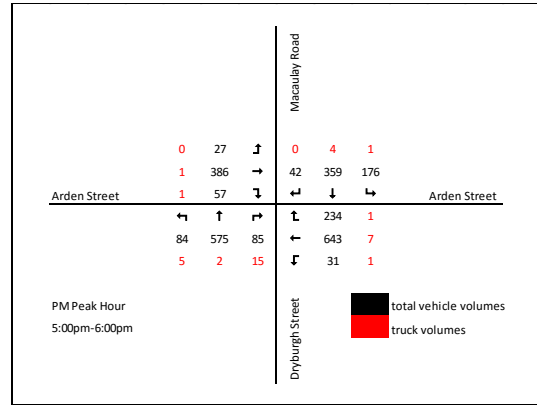 Macaulay Road
0 27 0 4 1
1 386 42 359 176
1 57
Arden Street Arden Street
234 1
84 575 85 643 7
5 2 15 31 1
PM Peak Hour
5:00pm-6:00pm
Dryburgh Street
total vehicle volumes
truck volumes